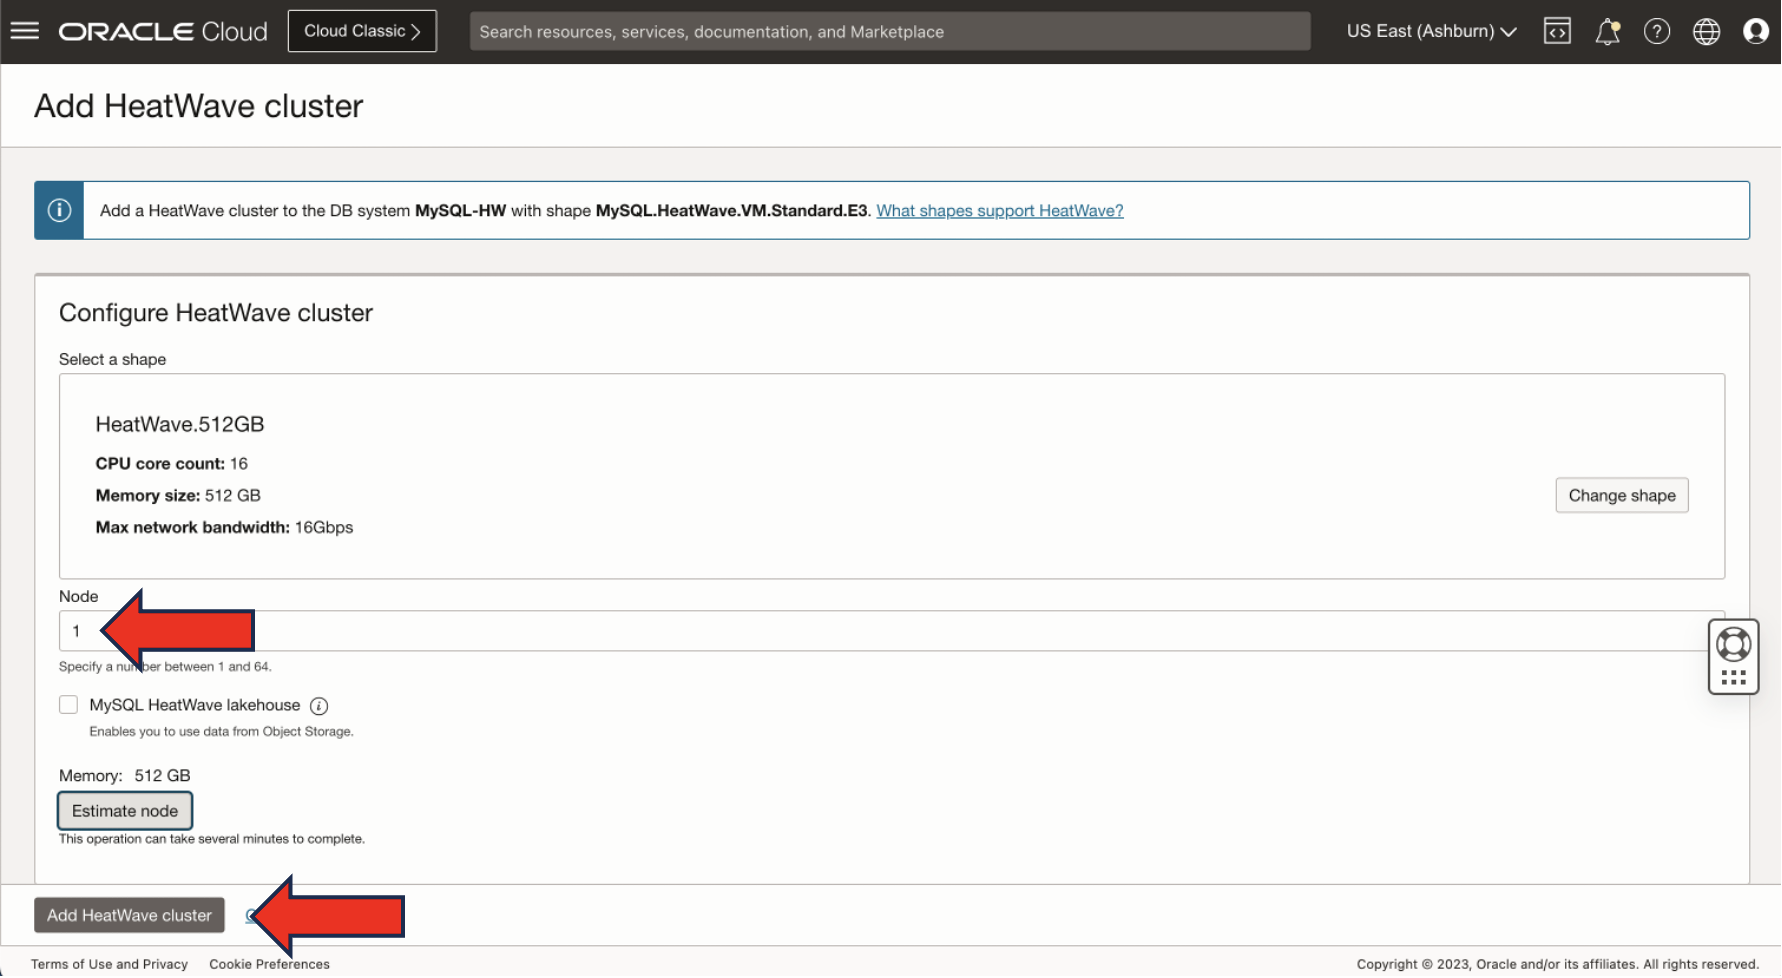 ORACLE Cloud
Cloud Classic
Search resources, services, documentation, and Marketplace
US East (Ashburn)
Add HeatWave cluster
Add a HeatWave cluster to the DB system MySQL-HW with shape MySQL.HeatWave.VM.Standard.E3. What shapes support HeatWave?
Configure HeatWave cluster
Select a shape
HeatWave.512GB
CPU core count: 16
Memory size: 512 GB
Max network bandwidth: 16Gbps
Change shape
Node
1
Specify a number between 1 and 64.
MySQL HeatWave lakehouse
Enables you to use data from Object Storage.
Memory: 512 GB
Estimate node
This operation can take several minutes to complete.
Add HeatWave cluster
Terms of Use and Privacy Cookie Preferences
Copyright © 2023, Oracle and/or its affiliates. All rights reserved.